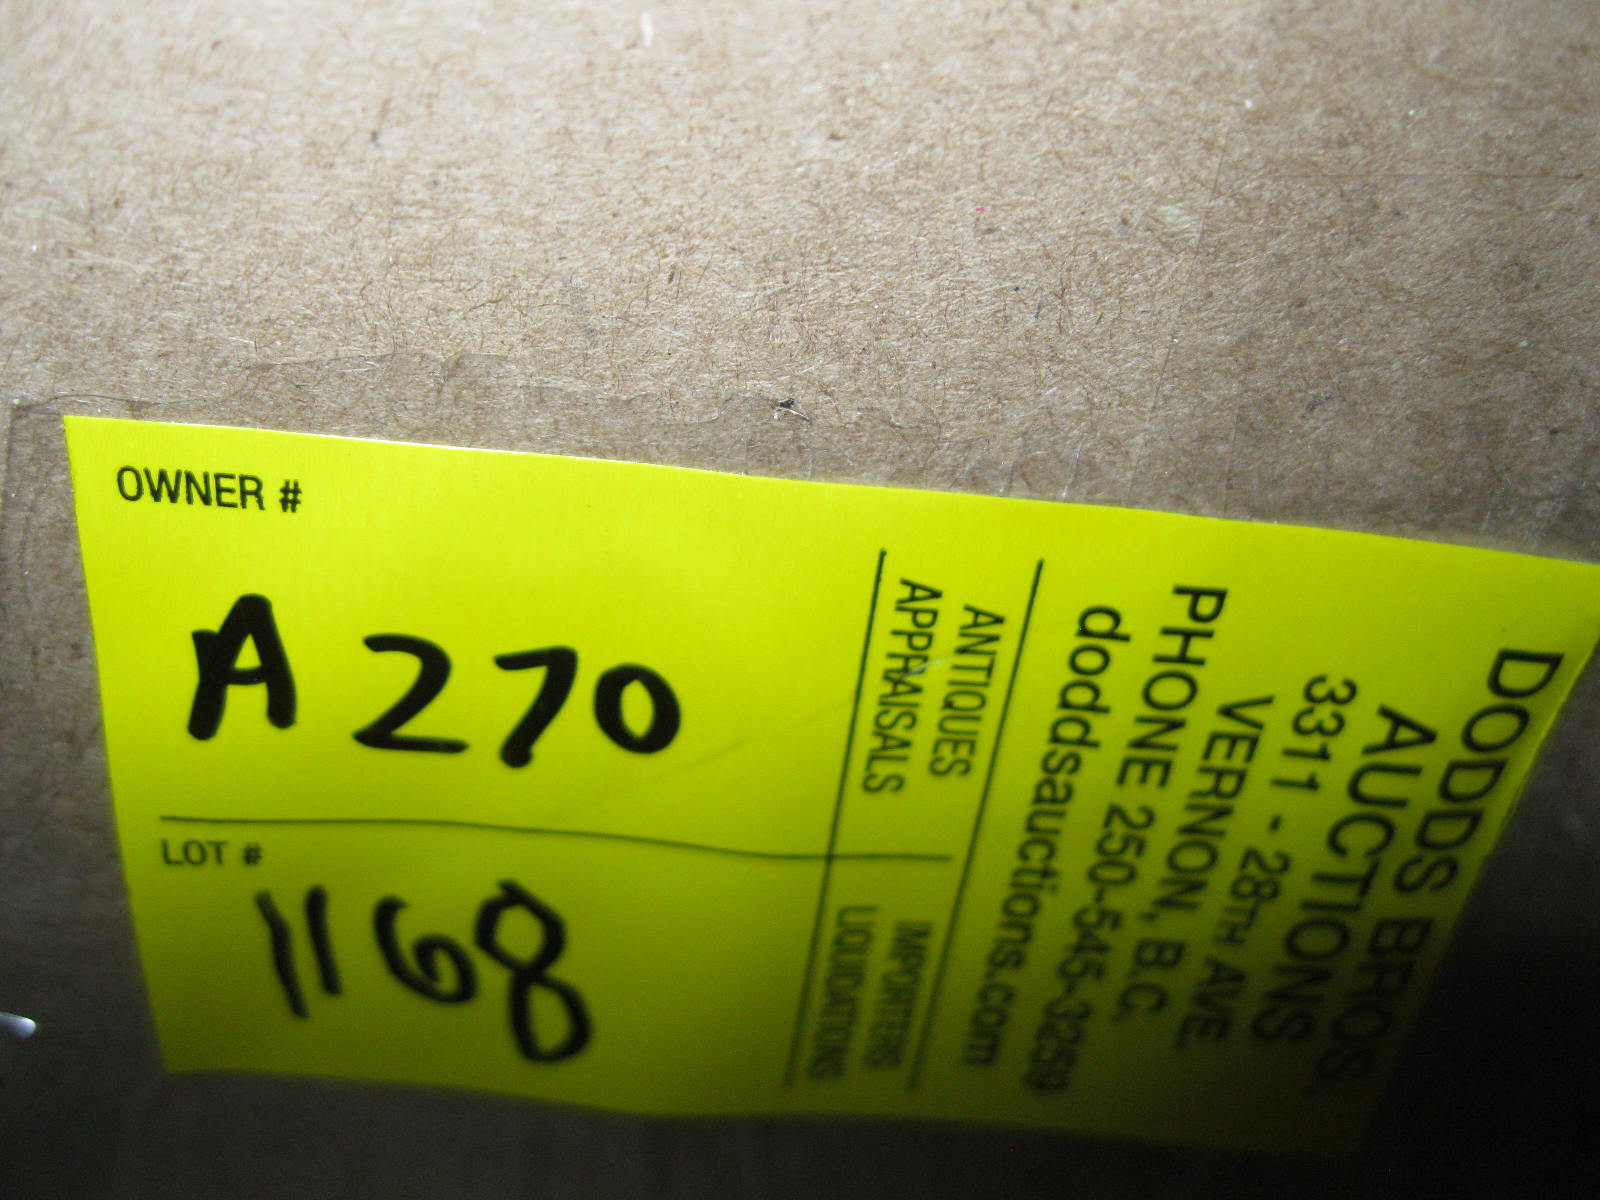 OWNER #
A 270
LOT #
1168
DODDS BROS.
AUCTIONS
3311 - 28TH AVE.
VERNON, B.C.
PHONE 250-545-3259
doddsauctions.com
ANTIQUES
APPRAISALS
IMPORTERS
LIQUIDATIONS